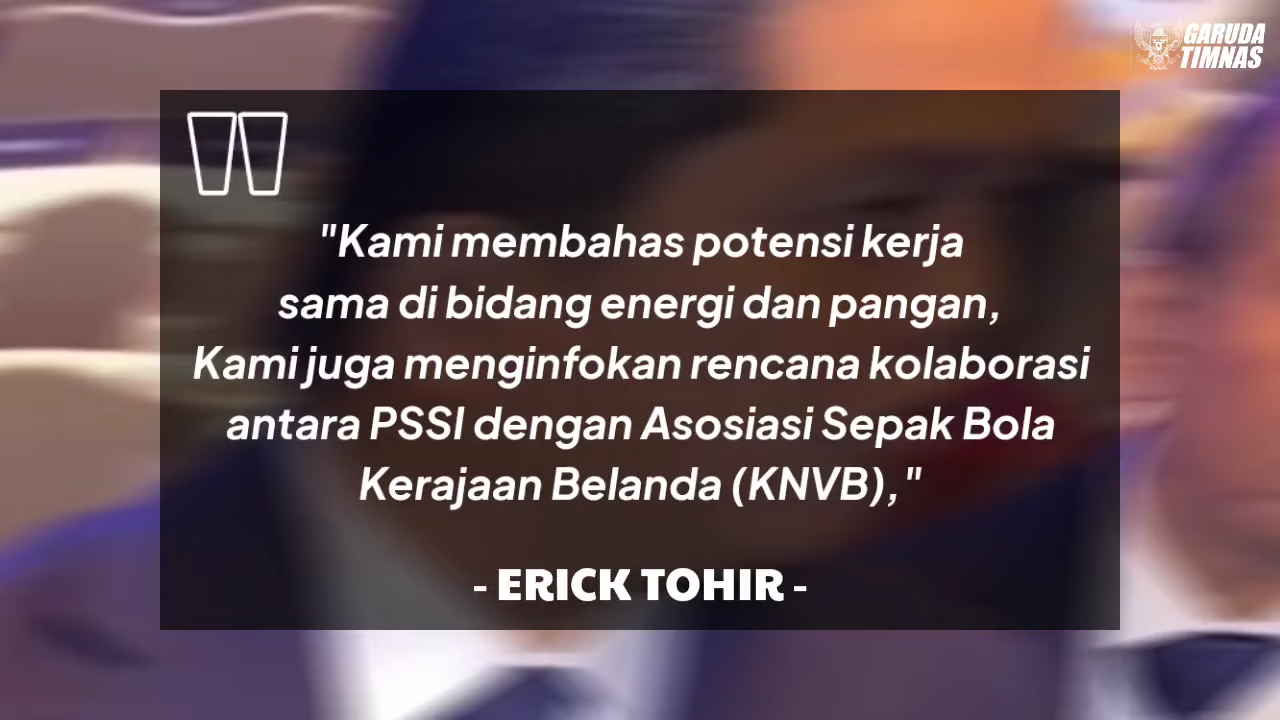 GARUDA
TIMNAS
"Kami membahas potensi kerja
sama di bidang energi dan pangan,
Kami juga menginfokan rencana kolaborasi
antara PSSI dengan Asosiasi Sepak Bola
Kerajaan Belanda (KNVB),"
- ERICK TOHIR -